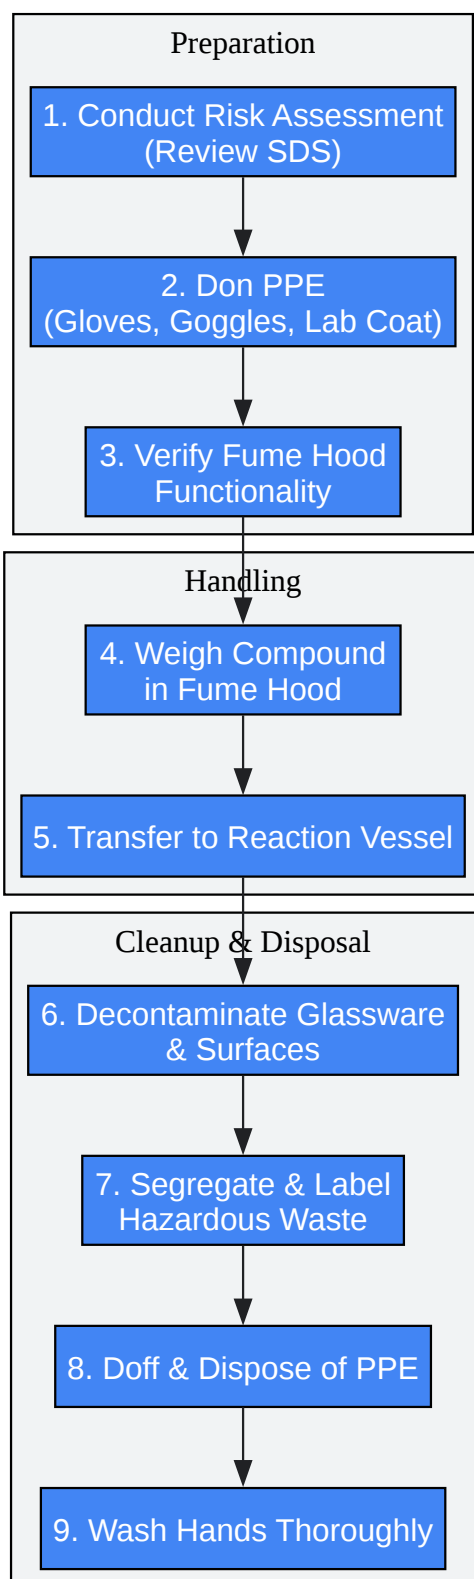 Preparation
1. Conduct Risk Assessment
(Review SDS)
2. Don PPE
(Gloves, Goggles, Lab Coat)
3. Verify Fume Hood
Functionality
Handling
4. Weigh Compound
in Fume Hood
5. Transfer to Reaction Vessel
Cleanup & Disposal
6. Decontaminate Glassware
& Surfaces
7. Segregate & Label
Hazardous Waste
8. Doff & Dispose of PPE
9. Wash Hands Thoroughly